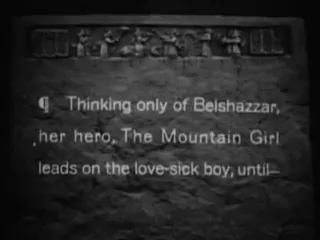 ¶ Thinking only of Belshazzar,
her hero, The Mountain Girl
leads on the love-sick boy, until—